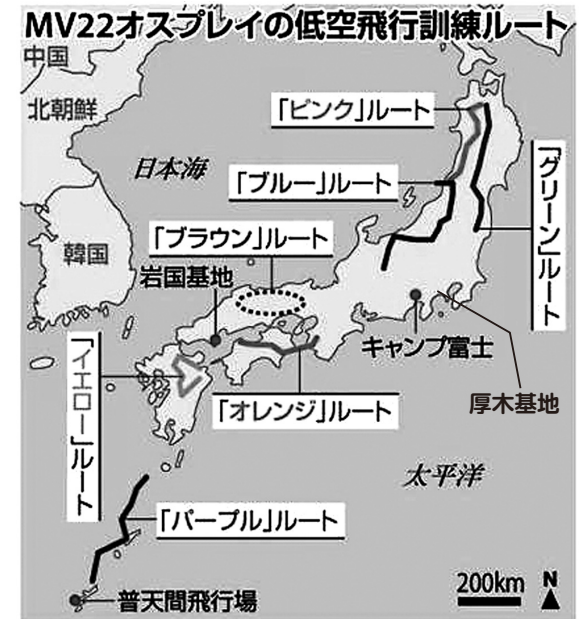 MV22オスプレイの低空飛行訓練ルート
中国
北朝鮮
「ピンク」ルート
日本海
「ブルー」ルート
「グリーン」ルート
「ブラウン」ルート
韓国
岩国基地
キャンプ富士
「イエロー」ルート
厚木基地
「オレンジ」ルート
太平洋
「パープル」ルート
200km
N
普天間飛行場